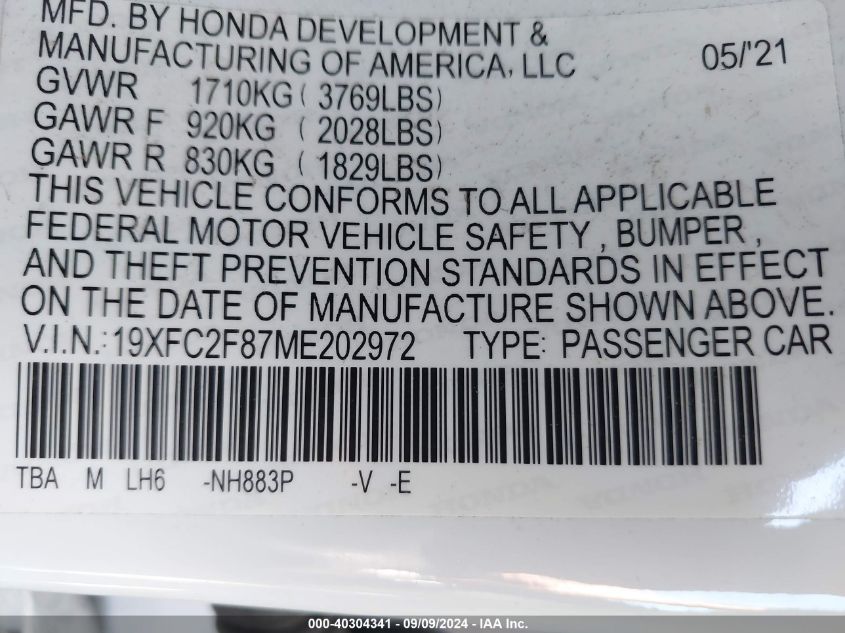 MFD. BY HONDA DEVELOPMENT &
MANUFACTURING OF AMERICA, LLC 05/'21
GVWR 1710KG ( 3769LBS)
GAWR F 920KG ( 2028LBS)
GAWR R 830KG ( 1829LBS)
THIS VEHICLE CONFORMS TO ALL APPLICABLE
FEDERAL MOTOR VEHICLE SAFETY , BUMPER ,
AND THEFT PREVENTION STANDARDS IN EFFECT
ON THE DATE OF MANUFACTURE SHOWN ABOVE.
V.I.N.: 19XFC2F87ME202972 TYPE: PASSENGER CAR
TBA M LH6 -NH883P -V -E
000-40304341 - 09/09/2024 - IAA Inc.